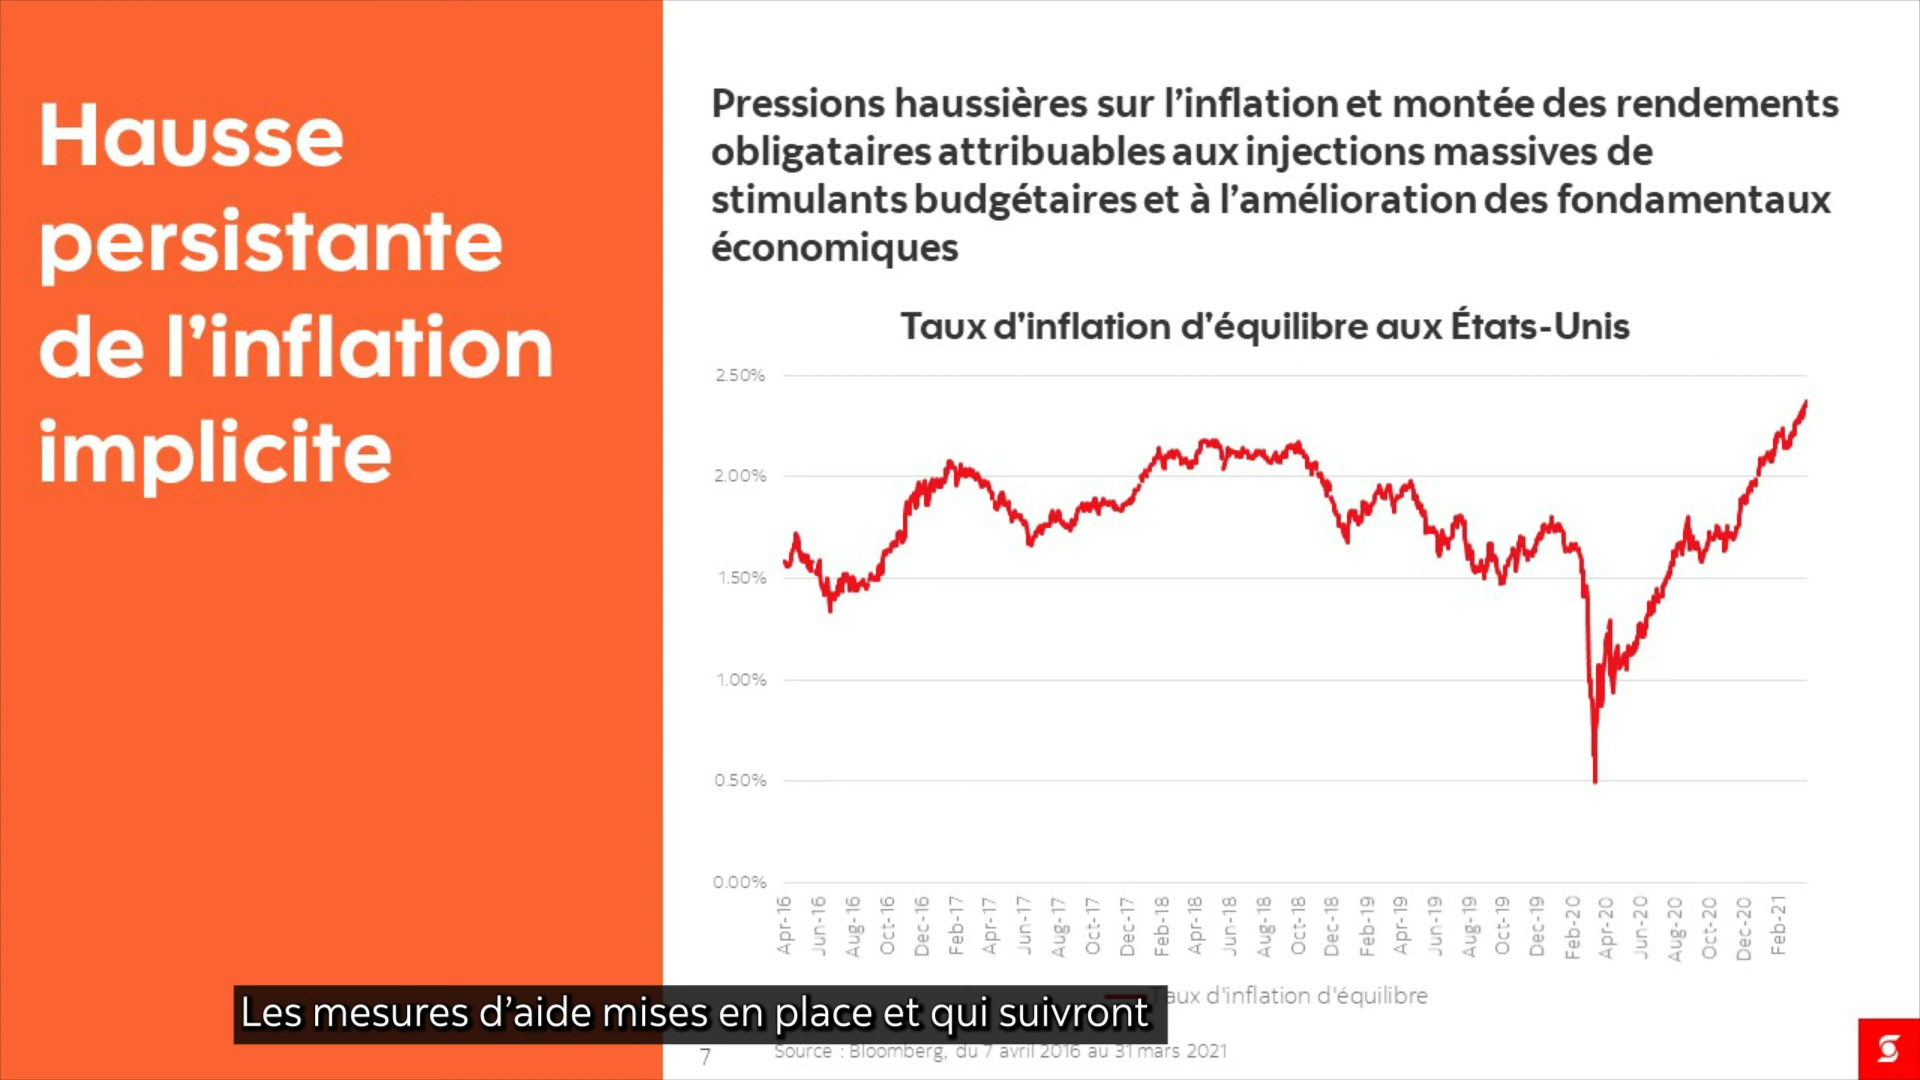 Hausse
persistante
de l’inflation
implicite
Pressions haussières sur l’inflation et montée des rendements
obligataires attribuables aux injections massives de
stimulants budgétaires et à l’amélioration des fondamentaux
économiques
Taux d'inflation d'équilibre aux États-Unis
2.50%
2.00%
1.50%
1.00%
0.50%
0.00%
Apr-16
Jun-16
Aug-16
Oct-16
Dec-16
Feb-17
Apr-17
Jun-17
Aug-17
Oct-17
Dec-17
Feb-18
Apr-18
Jun-18
Aug-18
Oct-18
Dec-18
Feb-19
Apr-19
Jun-19
Aug-19
Oct-19
Dec-19
Feb-20
Apr-20
Jun-20
Aug-20
Oct-20
Dec-20
Feb-21
Taux d'inflation d'équilibre
Les mesures d’aide mises en place et qui suivront
7
Source : Bloomberg, du 7 avril 2016 au 31 mars 2021